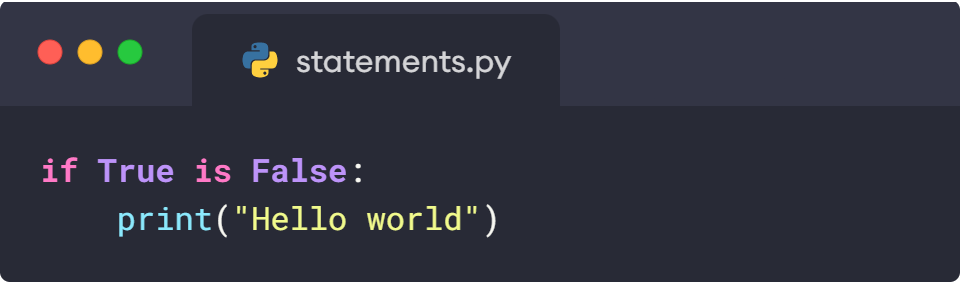 statements.py
if True is False:
    print("Hello world")